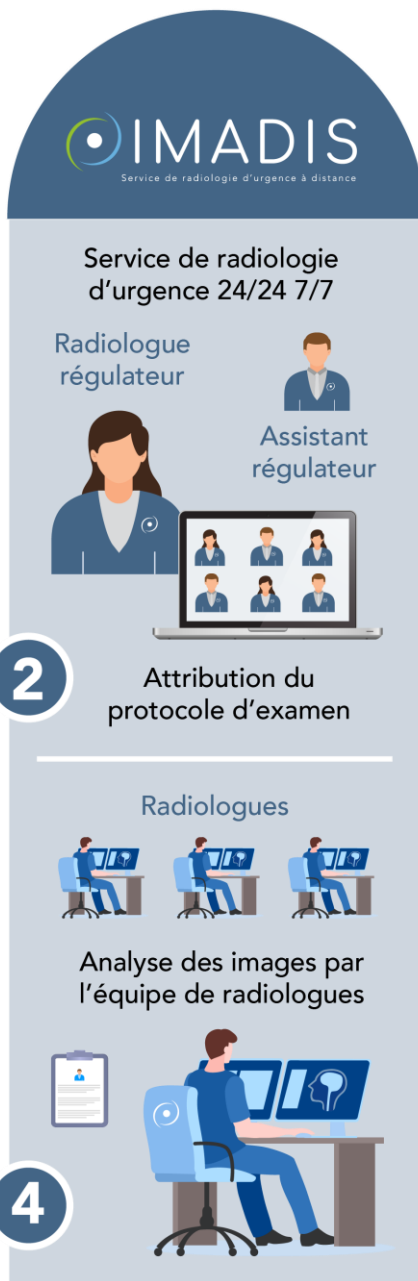 IMADIS
Service de radiologie d'urgence à distance
Service de radiologie
d'urgence 24/24 7/7
Radiologue
régulateur
Assistant
régulateur
2
Attribution du
protocole d'examen
Radiologues
Analyse des images par
l'équipe de radiologues
4